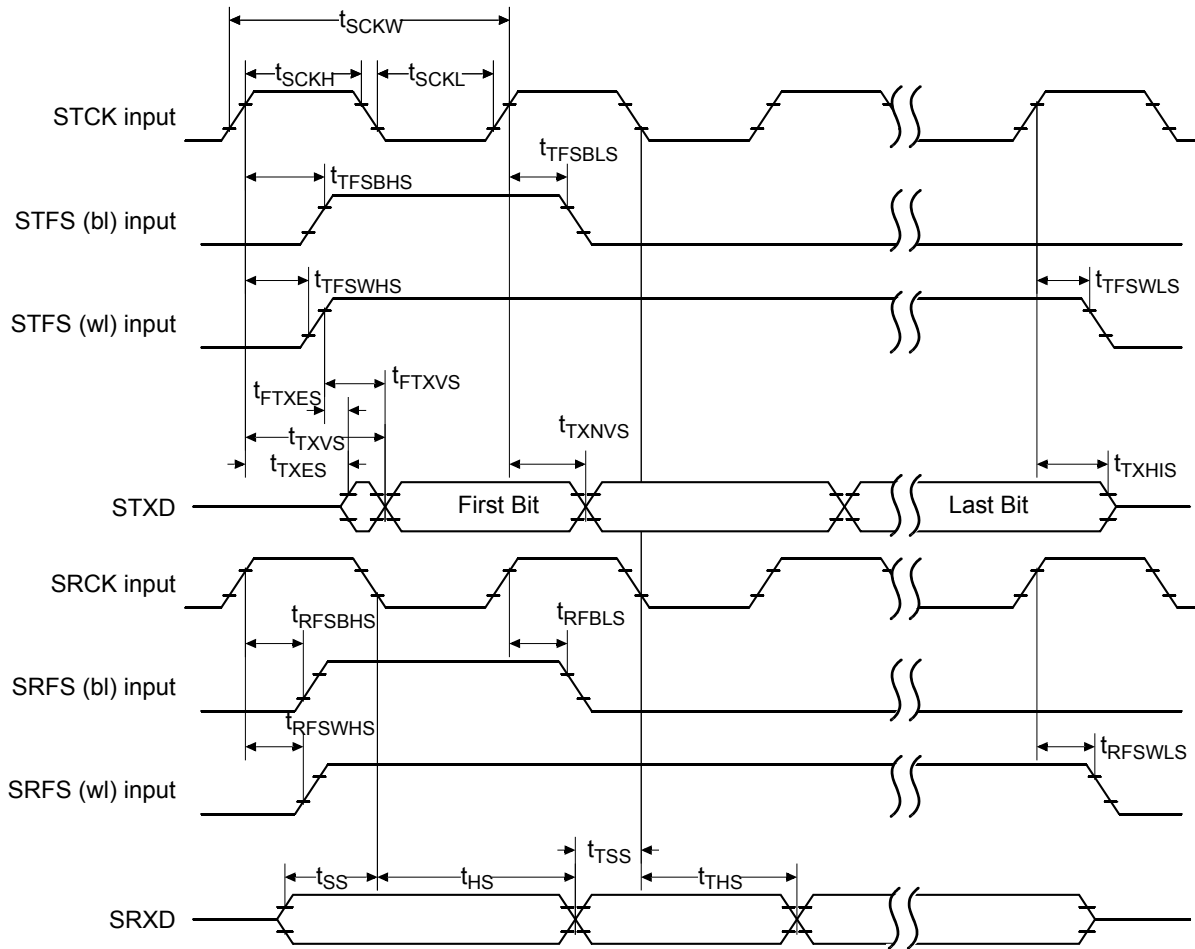 tSCKW
tSCKH
tSCKL
STCK input
tTFSBHS
tTFSBLS
STFS (bl) input
tTFSWHS
tTFSWLS
STFS (wl) input
tFTXES
tFTXVS
tTXVS
tTXNVS
tTXES
tTXHIS
STXD
First Bit
Last Bit
SRCK input
tRFSBHS
tRFBLS
SRFS (bl) input
tRFSWHS
tRFSWLS
SRFS (wl) input
tTSS
tSS
tHS
tTHS
SRXD